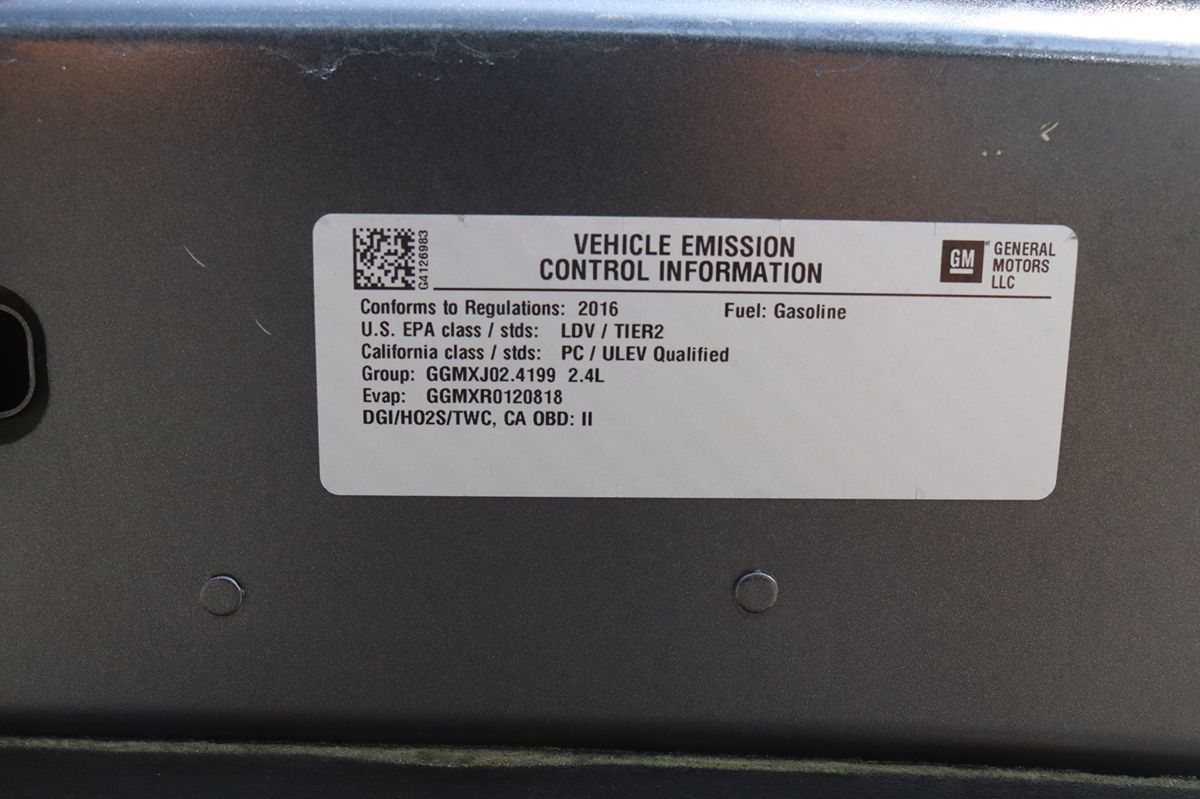 G4126983
VEHICLE EMISSION
CONTROL INFORMATION
GM
GENERAL
MOTORS
LLC
Conforms to Regulations: 2016 Fuel: Gasoline
U.S. EPA class / stds: LDV / TIER2
California class / stds: PC / ULEV Qualified
Group: GGMXJ02.4199 2.4L
Evap: GGMXR0120818
DGI/HO2S/TWC, CA OBD: II